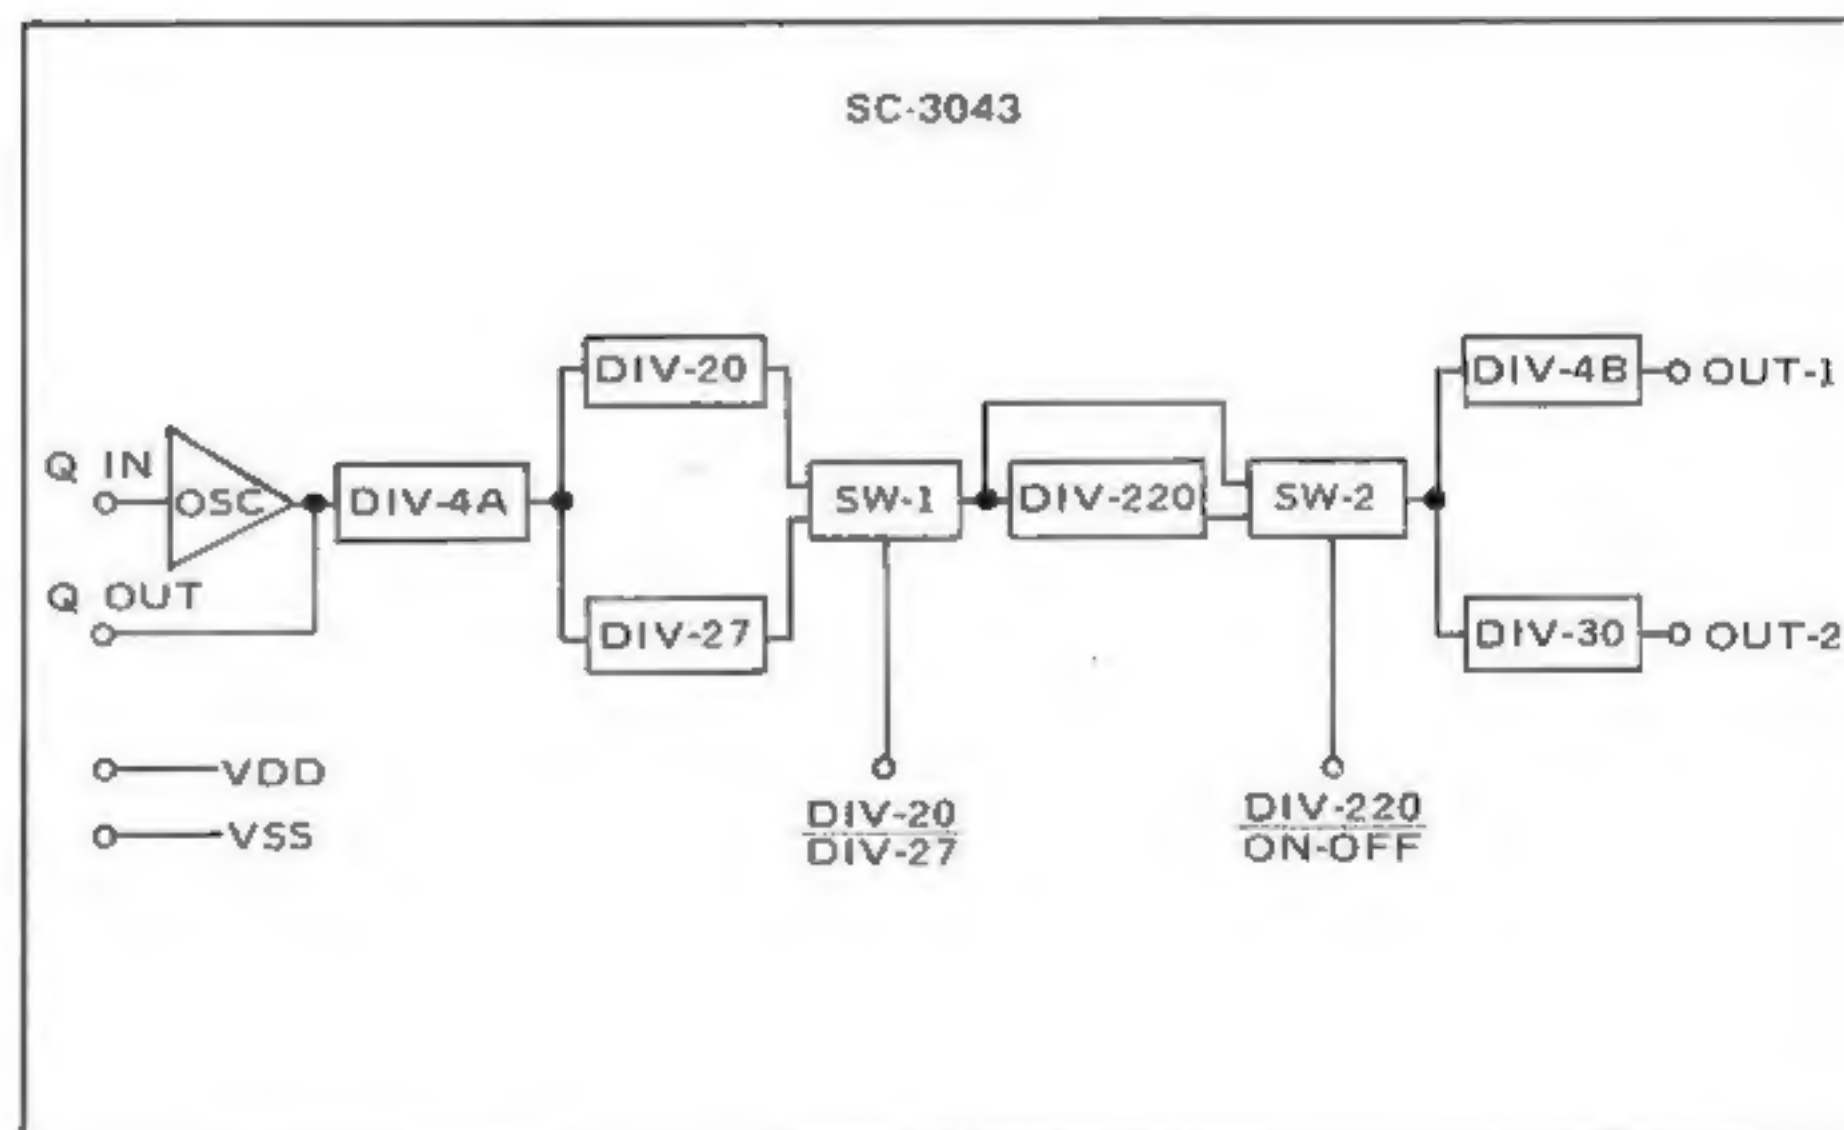 SC-3043
DIV-20
DIV-4B
OUT-1
Q IN
OSC
DIV-4A
SW-1
DIV-220
SW-2
Q OUT
DIV-27
DIV-30
OUT-2
VDD
VSS
DIV-20
DIV-27
DIV-220
ON-OFF